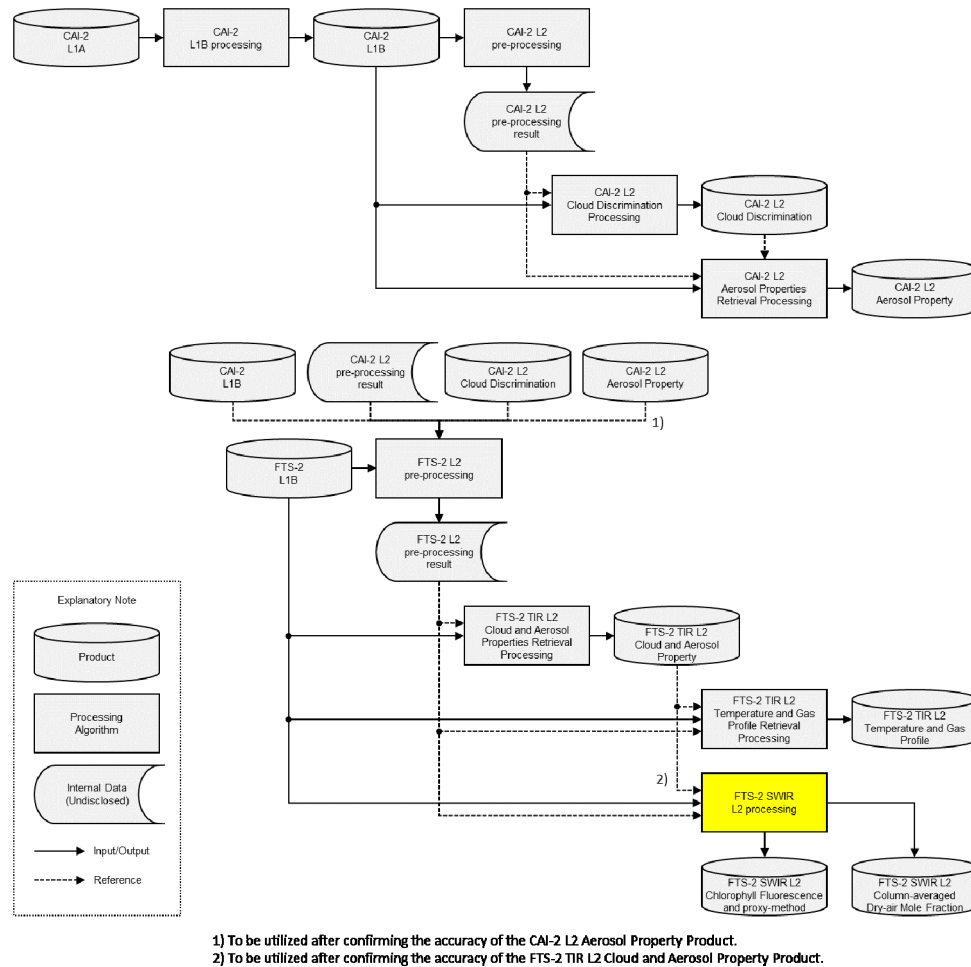 CAI-2
L1A
CAI-2
L1B processing
CAI-2
L1B
CAI-2 L2
pre-processing
CAI-2 L2
pre-processing
result
CAI-2 L2
Cloud Discrimination
Processing
CAI-2 L2
Cloud Discrimination
CAI-2 L2
Aerosol Properties
Retrieval Processing
CAI-2 L2
Aerosol Property
CAI-2
L1B
CAI-2 L2
pre-processing
result
CAI-2 L2
Cloud Discrimination
CAI-2 L2
Aerosol Property
1)
FTS-2
L1B
FTS-2 L2
pre-processing
FTS-2 L2
pre-processing
result
FTS-2 TIR L2
Cloud and Aerosol
Properties Retrieval
Processing
FTS-2 TIR L2
Cloud and Aerosol
Property
FTS-2 TIR L2
Temperature and Gas
Profile Retrieval
Processing
FTS-2 TIR L2
Temperature and Gas
Profile
2)
FTS-2 SWIR
L2 processing
FTS-2 SWIR L2
Chlorophyll Fluorescence
and proxy-method
FTS-2 SWIR L2
Column-averaged
Dry-air Mole Fraction
Explanatory Note
Product
Processing
Algorithm
Internal Data
(Undisclosed)
Input/Output
Reference
1) To be utilized after confirming the accuracy of the CAI-2 L2 Aerosol Property Product.
2) To be utilized after confirming the accuracy of the FTS-2 TIR L2 Cloud and Aerosol Property Product.